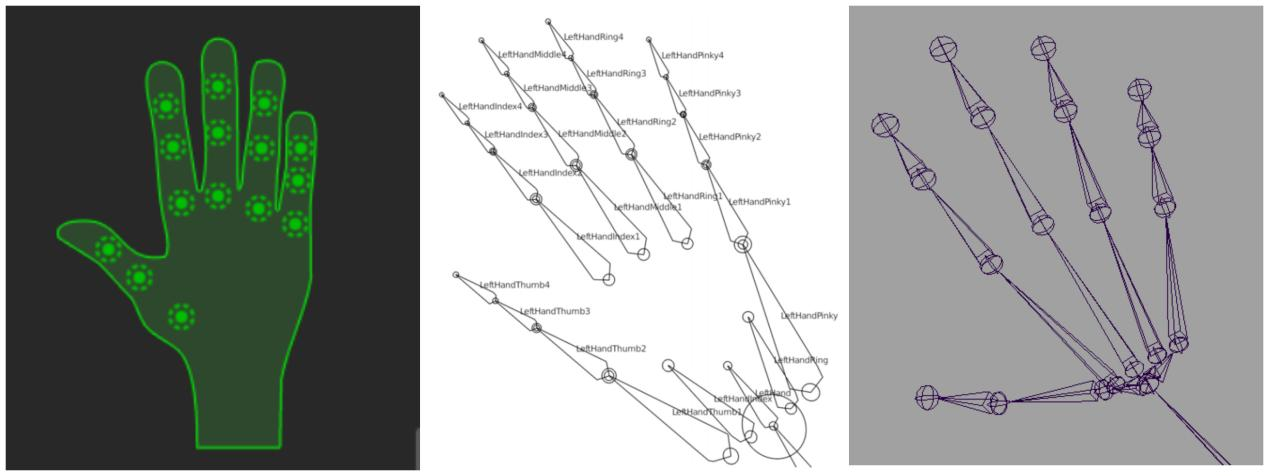 LeftHandRing4
LeftHandMiddle4
LeftHandPinky4
LeftHandRing3
LeftHandMiddle3
LeftHandPinky3
LeftHandIndex4
LeftHandRing2
LeftHandIndex3
LeftHandMiddle2
LeftHandPinky2
LeftHandIndex2
LeftHandRing1
LeftHandPinky1
LeftHandMiddle1
LeftHandIndex1
LeftHandThumb4
LeftHandThumb3
LeftHandPinky
LeftHandThumb2
LeftHandRing
LeftHand
LeftHandIndex
LeftHandThumb1